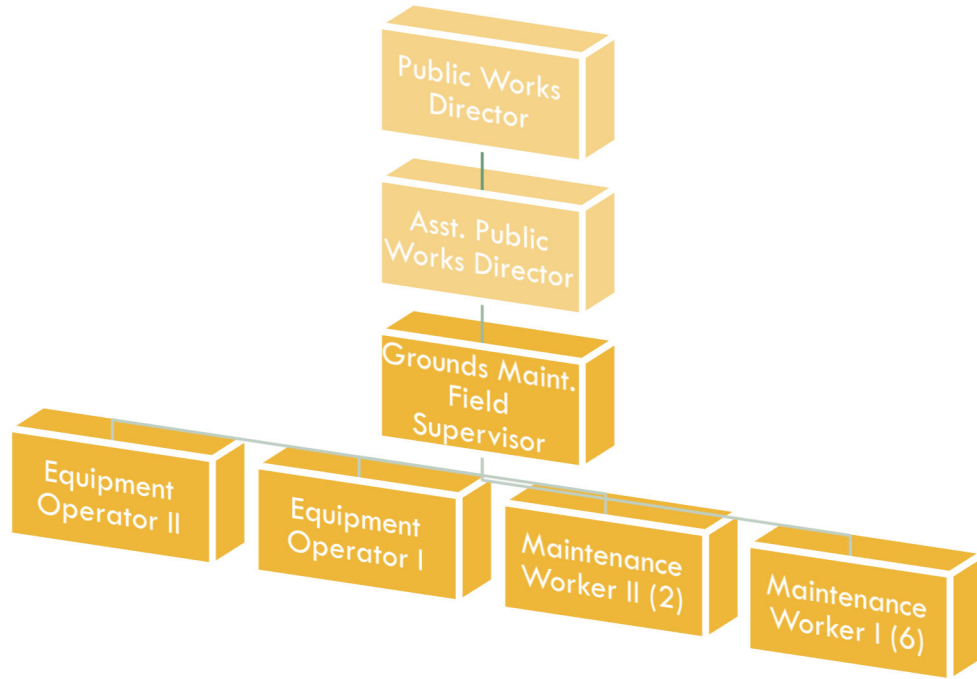 Public Works
Director
Asst. Public
Works Director
Grounds Maint.
Field
Supervisor
Equipment
Operator II
Equipment
Operator I
Maintenance
Worker II (2)
Maintenance
Worker I (6)